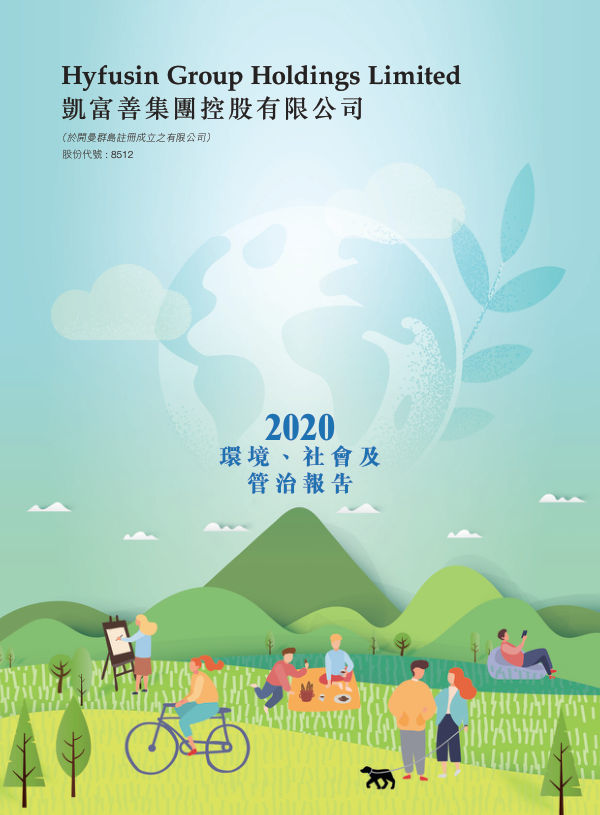 Hyfusin Group Holdings Limited
凱富善集團控股有限公司
（於開曼群島註冊成立之有限公司）
股份代號 : 8512
2020
環境、社會及
管治報告